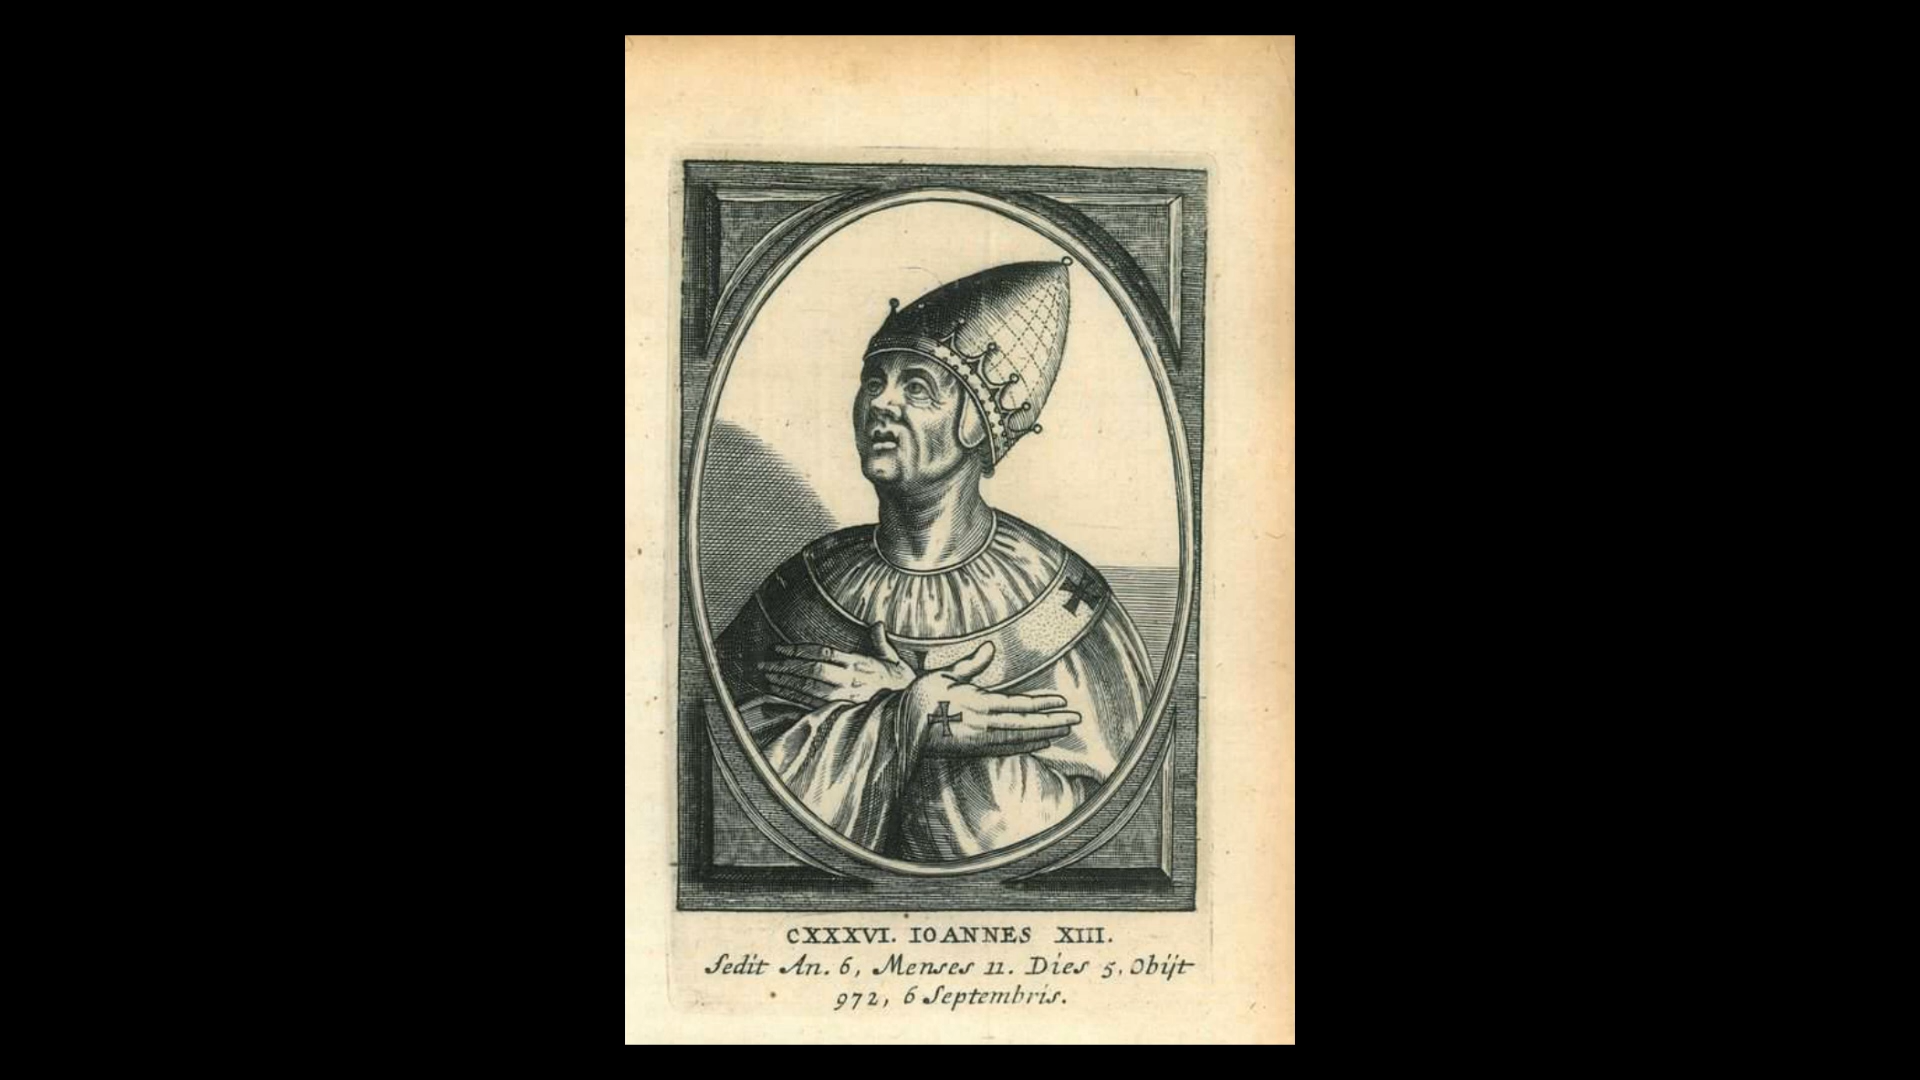 CXXXVI. IOANNES XIII.
Sedit An. 6, Menses 11. Dies 5, Obijt
972, 6 Septembris.